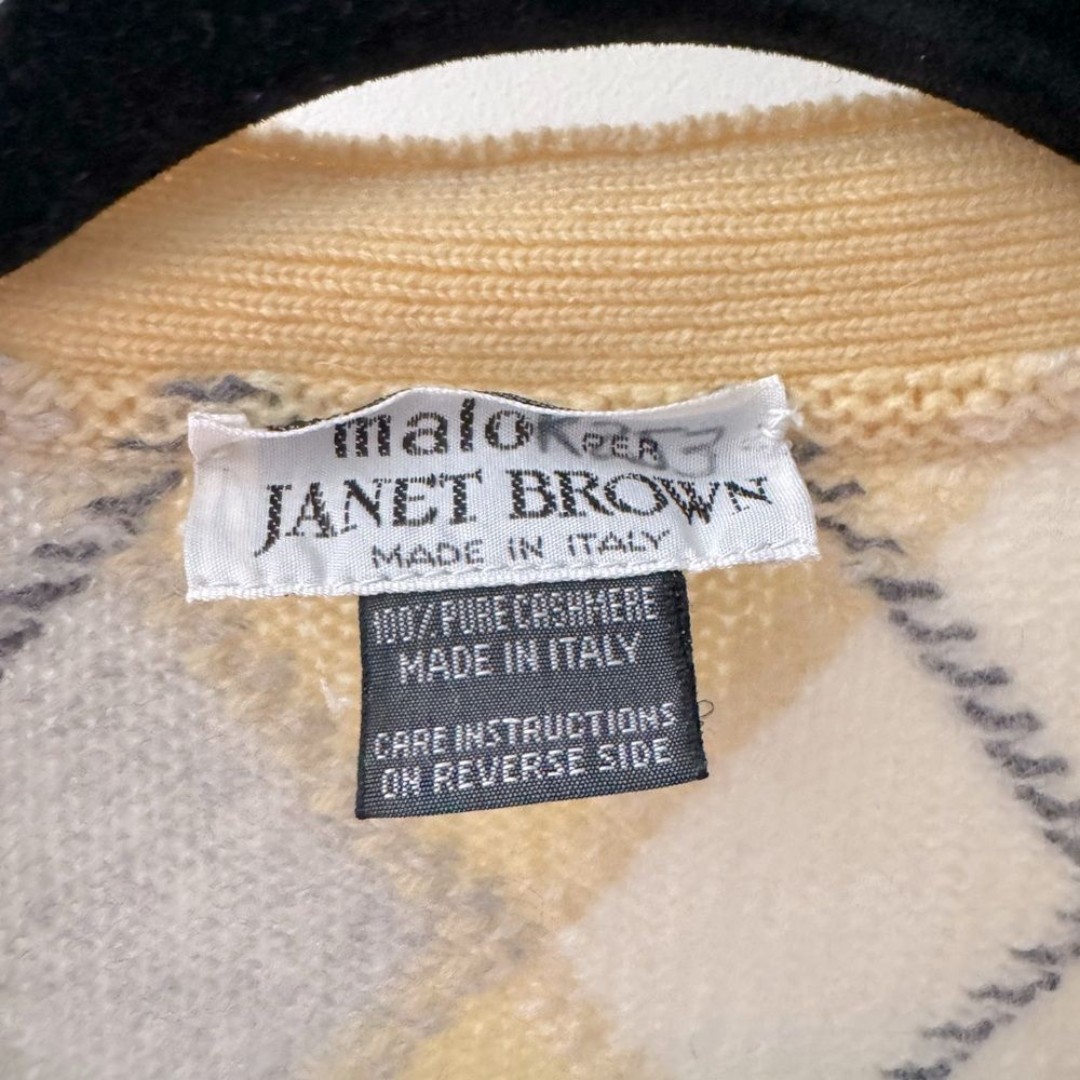 malo PER
JANET BROWN
MADE IN ITALY
100% PURE CASHMERE
MADE IN ITALY
CARE INSTRUCTIONS
ON REVERSE SIDE